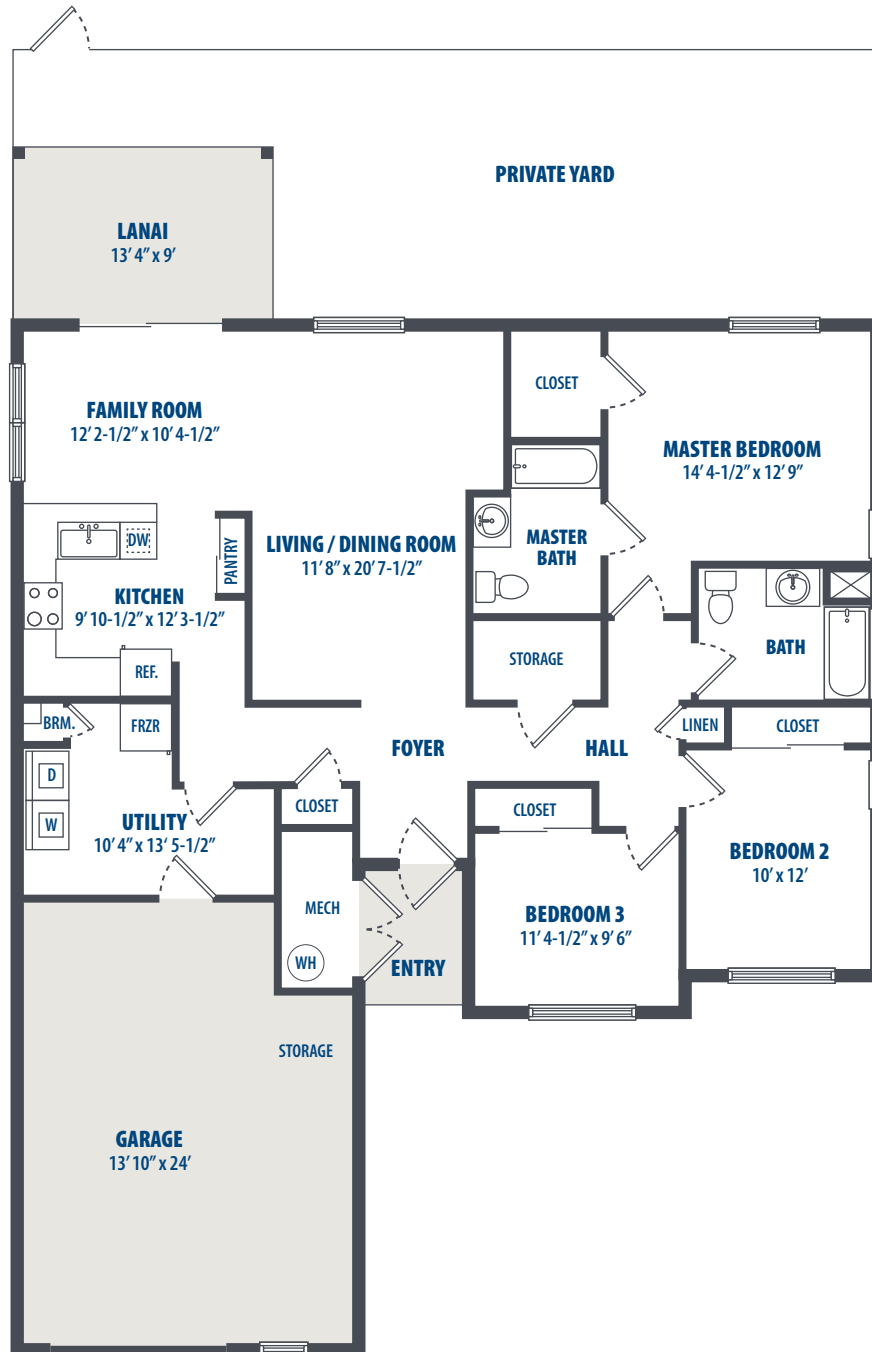 PRIVATE YARD
LANAI
13’ 4” x 9’
CLOSET
FAMILY ROOM
12’ 2-1/2” x 10’ 4-1/2”
MASTER BEDROOM
14’ 4-1/2” x 12’ 9”
DW
PANTRY
LIVING / DINING ROOM
11’ 8” x 20’ 7-1/2”
MASTER
BATH
KITCHEN
9’ 10-1/2” x 12’ 3-1/2”
REF.
STORAGE
BATH
BRM.
FRZR
LINEN
CLOSET
FOYER
HALL
D
W
CLOSET
CLOSET
UTILITY
10’ 4” x 13’ 5-1/2”
BEDROOM 2
10’ x 12’
MECH
WH
BEDROOM 3
11’ 4-1/2” x 9’ 6”
ENTRY
STORAGE
GARAGE
13’ 10” x 24’